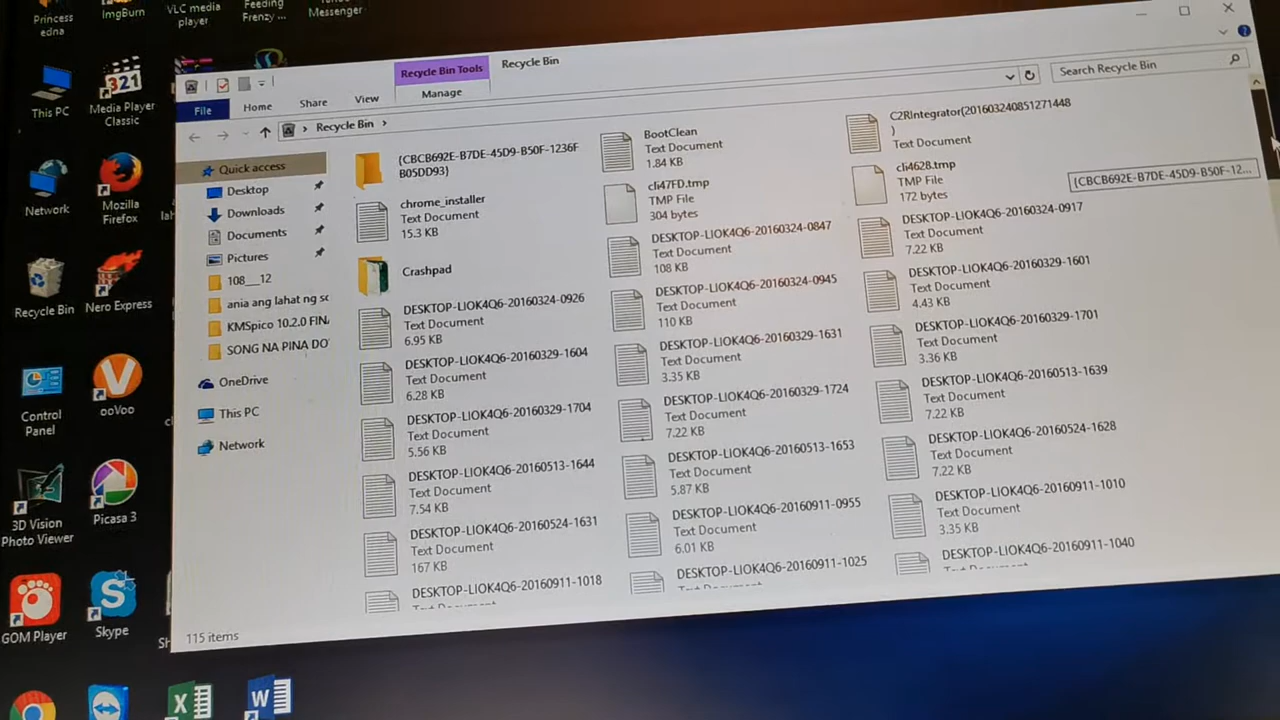 Princess
edna
ImgBurn
VLC media
player
Feeding
Frenzy ...
Messenger
This PC
Media Player
Classic
Network
Mozilla
Firefox
Recycle Bin
Nero Express
Control
Panel
ooVoo
3D Vision
Photo Viewer
Picasa 3
GOM Player
Skype
Recycle Bin Tools
Recycle Bin
File
Home
Share
View
Manage
Recycle Bin
Search Recycle Bin
Quick access
Desktop
Downloads
Documents
Pictures
108__12
ania ang lahat ng sc
KMSpico 10.2.0 FINA
SONG NA PINA DO
OneDrive
This PC
Network
{CBCB692E-B7DE-45D9-B50F-1236F
B05DD93}
BootClean
Text Document
1.84 KB
C2RIntegrator(201603240851271448
)
Text Document
chrome_installer
Text Document
15.3 KB
cli47FD.tmp
TMP File
304 bytes
cli4628.tmp
TMP File
172 bytes
{CBCB692E-B7DE-45D9-B50F-12...
Crashpad
DESKTOP-LIOK4Q6-20160324-0847
Text Document
108 KB
DESKTOP-LIOK4Q6-20160324-0917
Text Document
7.22 KB
DESKTOP-LIOK4Q6-20160324-0926
Text Document
6.95 KB
DESKTOP-LIOK4Q6-20160324-0945
Text Document
110 KB
DESKTOP-LIOK4Q6-20160329-1601
Text Document
4.43 KB
DESKTOP-LIOK4Q6-20160329-1604
Text Document
6.28 KB
DESKTOP-LIOK4Q6-20160329-1631
Text Document
3.35 KB
DESKTOP-LIOK4Q6-20160329-1701
Text Document
3.36 KB
DESKTOP-LIOK4Q6-20160329-1704
Text Document
5.56 KB
DESKTOP-LIOK4Q6-20160329-1724
Text Document
7.22 KB
DESKTOP-LIOK4Q6-20160513-1639
Text Document
7.22 KB
DESKTOP-LIOK4Q6-20160513-1644
Text Document
7.54 KB
DESKTOP-LIOK4Q6-20160513-1653
Text Document
5.87 KB
DESKTOP-LIOK4Q6-20160524-1628
Text Document
7.22 KB
DESKTOP-LIOK4Q6-20160524-1631
Text Document
167 KB
DESKTOP-LIOK4Q6-20160911-0955
Text Document
6.01 KB
DESKTOP-LIOK4Q6-20160911-1010
Text Document
3.35 KB
DESKTOP-LIOK4Q6-20160911-1018
DESKTOP-LIOK4Q6-20160911-1025
DESKTOP-LIOK4Q6-20160911-1040
115 items